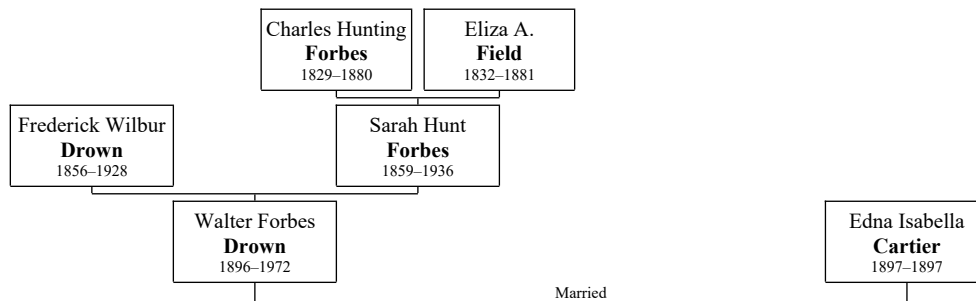 Charles Hunting
Forbes
1829–1880
Eliza A.
Field
1832–1881
Frederick Wilbur
Drown
1856–1928
Sarah Hunt
Forbes
1859–1936
Walter Forbes
Drown
1896–1972
Edna Isabella
Cartier
1897–1897
Married